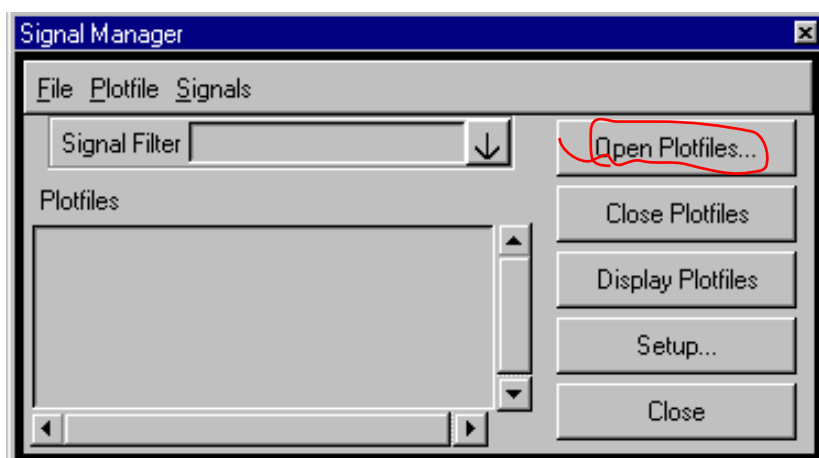 Signal Manager
File Plotfile Signals
Signal Filter
Open Plotfiles...
Plotfiles
Close Plotfiles
Display Plotfiles
Setup...
Close